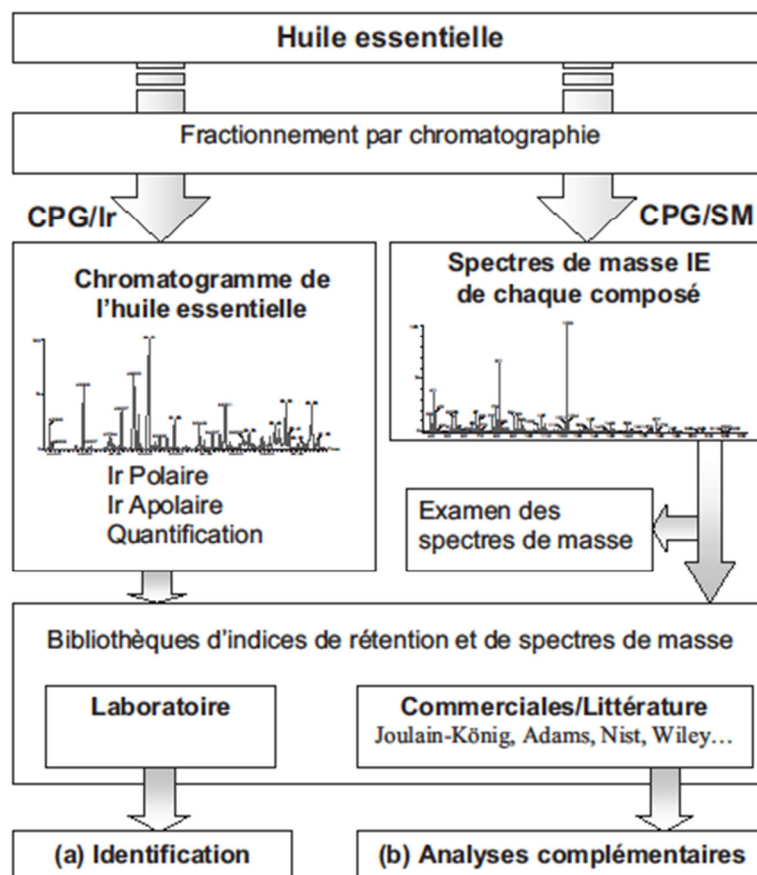 Huile essentielle
Fractionnement par chromatographie
CPG/Ir
CPG/SM
Chromatogramme de
l'huile essentielle
Ir Polaire
Ir Apolaire
Quantification
Spectres de masse IE
de chaque composé
Examen des
spectres de masse
Bibliothèques d'indices de rétention et de spectres de masse
Laboratoire
Commerciales/Littérature
Joulain-König, Adams, Nist, Wiley…
(a) Identification
(b) Analyses complémentaires